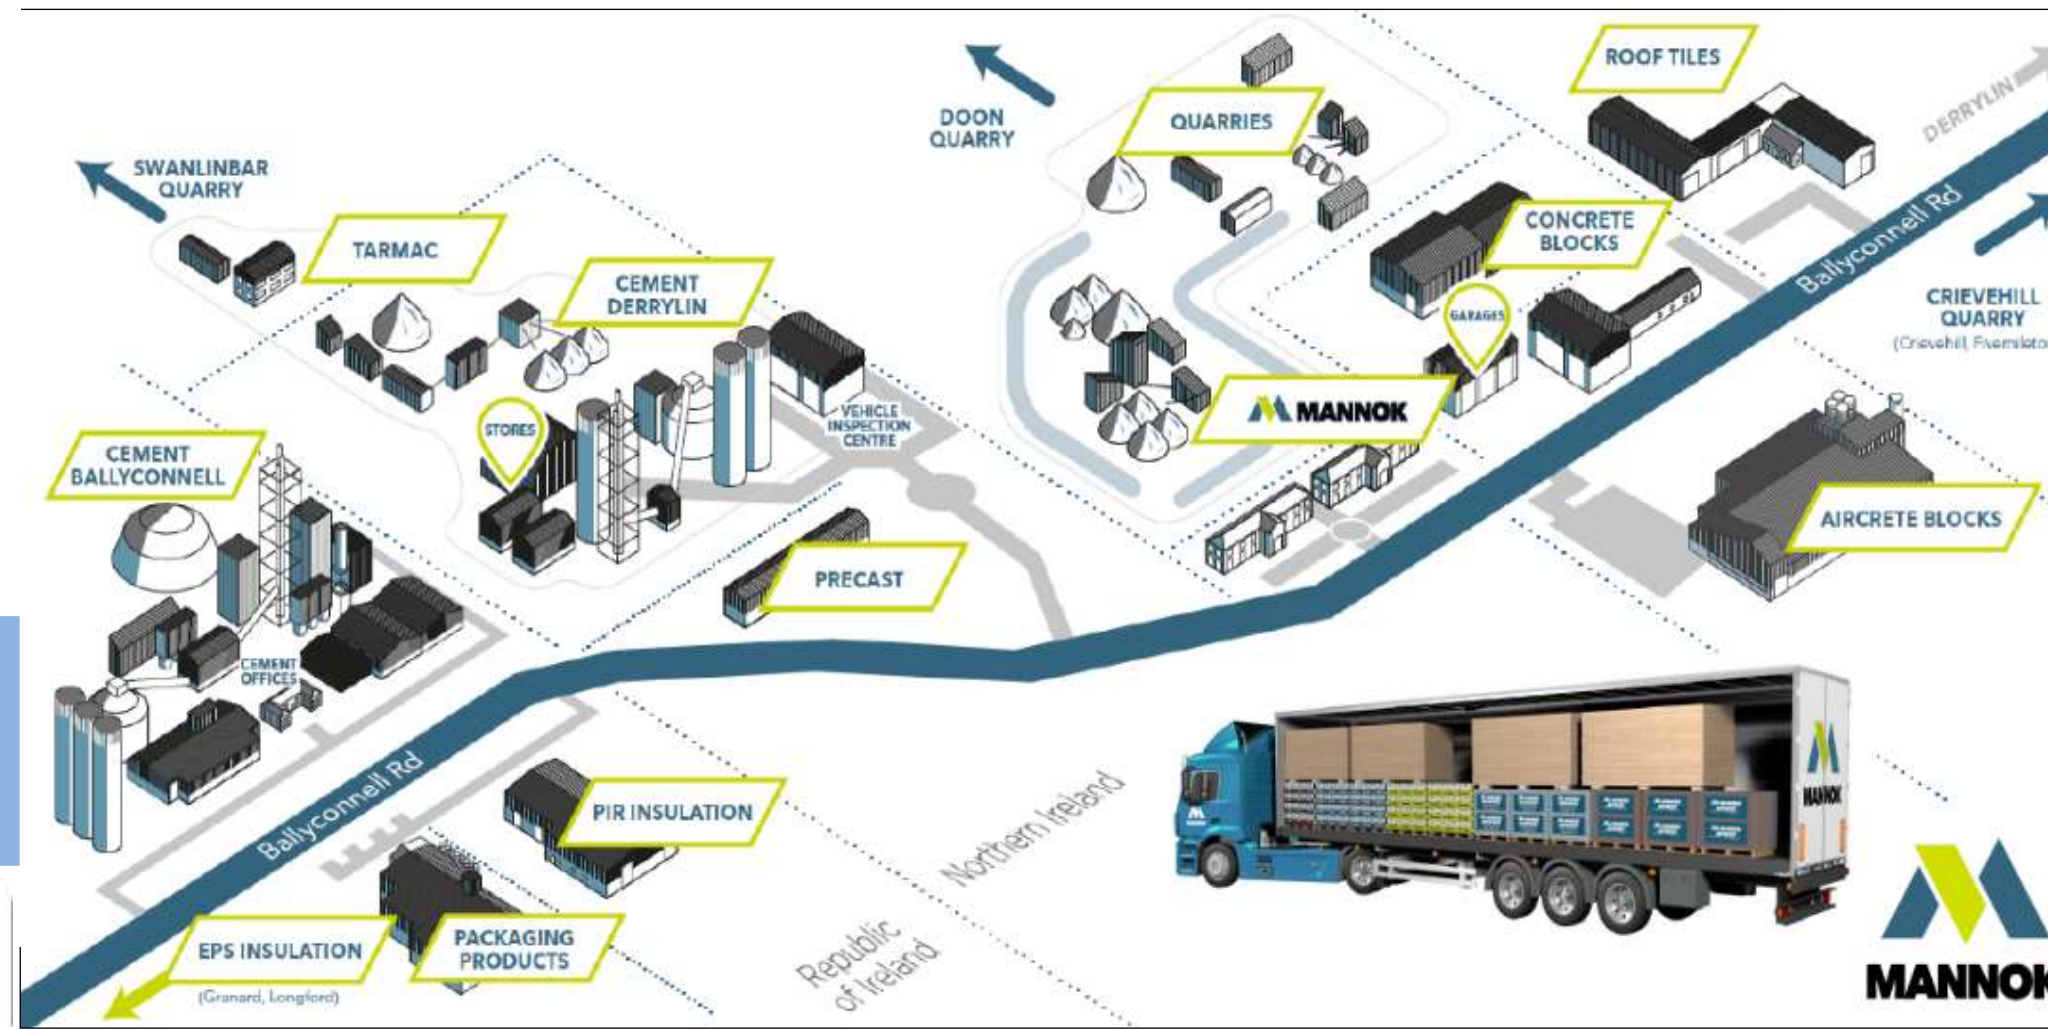 ROOF TILES
DERRYLIN
DOON
QUARRY
QUARRIES
SWANLINBAR
QUARRY
TARMAC
CONCRETE
BLOCKS
Ballyconnell Rd
CEMENT
DERRYLIN
GARAGES
CRIEVEHILL
QUARRY
(Crievehill,
MANNOK
VEHICLE
INSPECTION
CENTRE
STORES
CEMENT
BALLYCONNELL
AIRCRETE BLOCKS
PRECAST
CEMENT
OFFICES
Ballyconnell Rd
PIR INSULATION
Northern Ireland
MANNOK
EPS INSULATION
(Granard, Longford)
PACKAGING
PRODUCTS
Republic
of Ireland
MANNOK